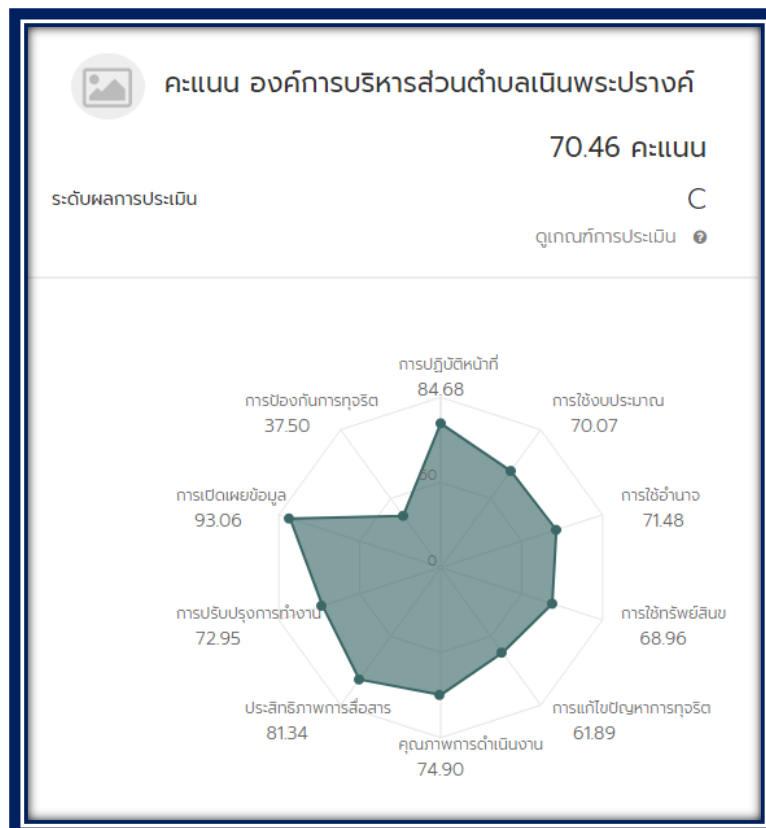 คะแนน องค์การบริหารส่วนตำบลเนินพระปรางค์
70.46 คะแนน
ระดับผลการประเมิน
C
ดูเกณฑ์การประเมิน
การปฏิบัติหน้าที่
84.68
การป้องกันการทุจริต
37.50
การใช้งบประมาณ
70.07
50
การเปิดเผยข้อมูล
93.06
การใช้อำนาจ
71.48
0
การปรับปรุงการทำงาน
72.95
การใช้ทรัพย์สินข
68.96
ประสิทธิภาพการสื่อสาร
81.34
การแก้ไขปัญหาการทุจริต
61.89
คุณภาพการดำเนินงาน
74.90